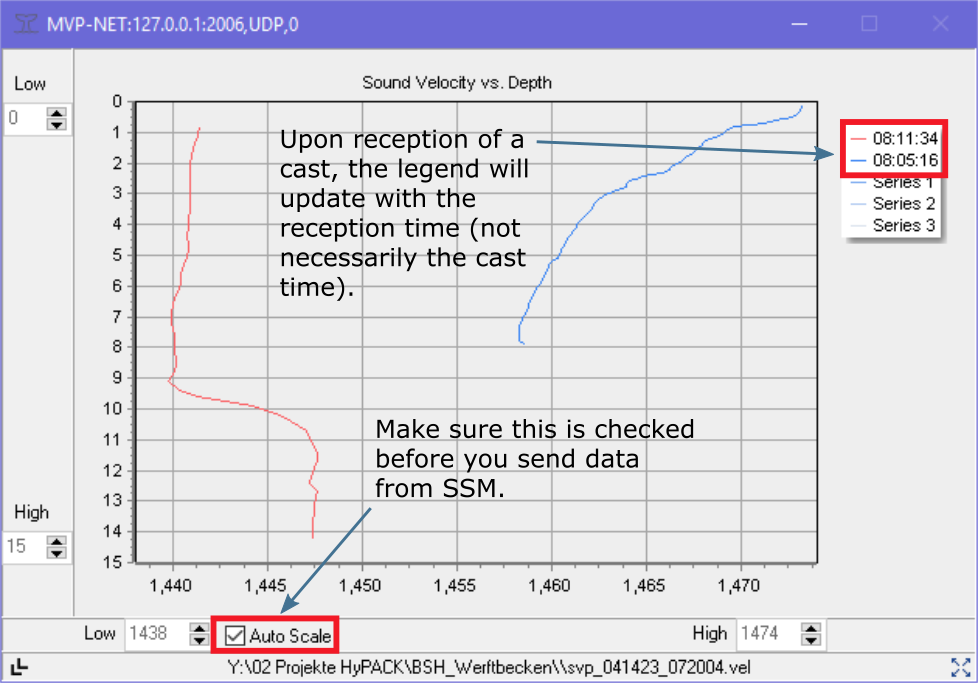 MVP-NET:127.0.0.1:2006,UDP,0
Sound Velocity vs. Depth
Low
0
High
15
0
1
2
3
4
5
6
7
8
9
10
11
12
13
14
15
1,440 1,445 1,450 1,455 1,460 1,465 1,470
Upon reception of a
cast, the legend will
update with the
reception time (not
necessarily the cast
time).
08:11:34
08:05:16
Series 1
Series 2
Series 3
Make sure this is checked
before you send data
from SSM.
Low 1438 Auto Scale High 1474
Y:\02 Projekte HyPACK\BSH_Werftbecken\\svp_041423_072004.vel